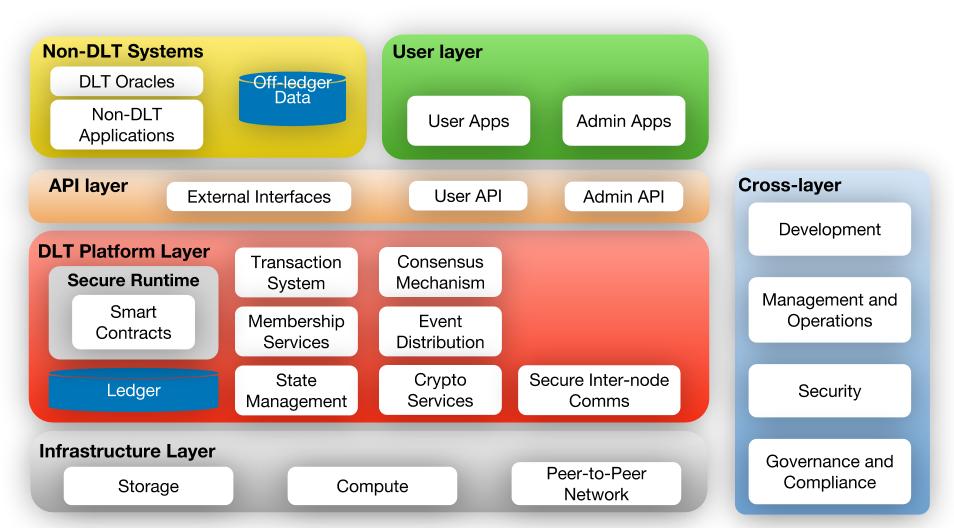 Non-DLT Systems
DLT Oracles
Non-DLT
Applications
Off-ledger
Data
User layer
User Apps
Admin Apps
API layer
External Interfaces
User API
Admin API
DLT Platform Layer
Secure Runtime
Smart
Contracts
Ledger
Transaction
System
Consensus
Mechanism
Membership
Services
Event
Distribution
State
Management
Crypto
Services
Secure Inter-node
Comms
Infrastructure Layer
Storage
Compute
Peer-to-Peer
Network
Cross-layer
Development
Management and
Operations
Security
Governance and
Compliance